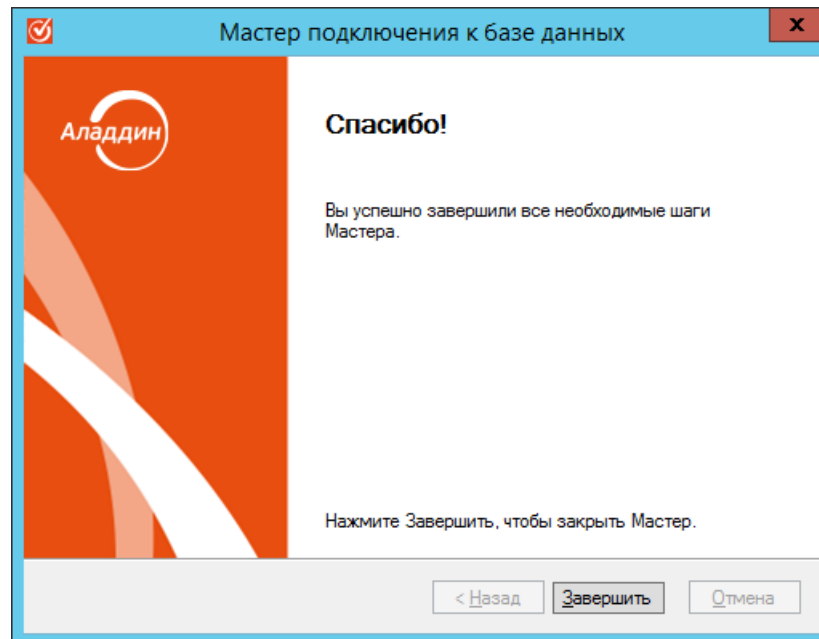 Мастер подключения к базе данных
Аладдин
Спасибо!
Вы успешно завершили все необходимые шаги
Мастера.
Нажмите Завершить, чтобы закрыть Мастер.
< Назад Завершить Отмена